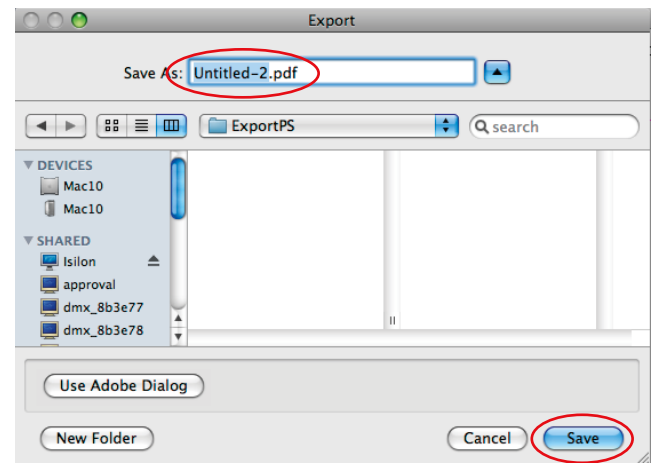 Export
Save As: Untitled-2.pdf
ExportPS
search
DEVICES
Mac10
Mac10
SHARED
Isilon
approval
dmx_8b3e77
dmx_8b3e78
Use Adobe Dialog
New Folder
Cancel
Save